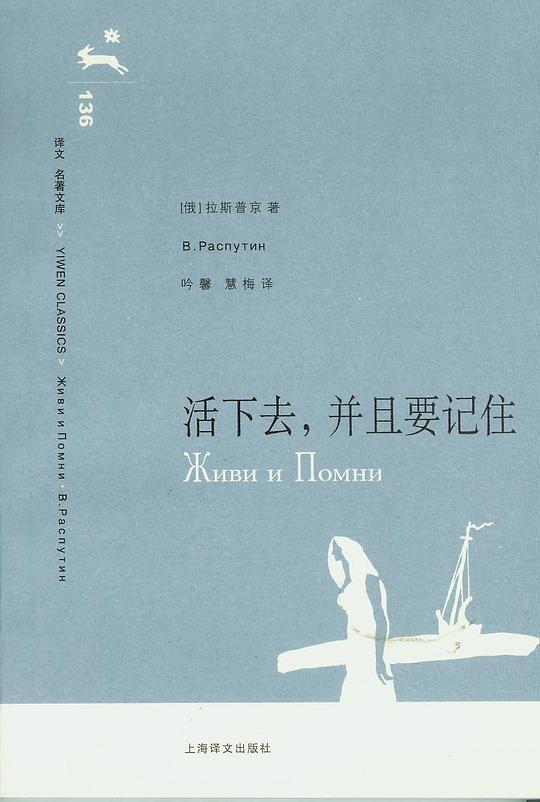 136
译文 名著文库 >> YIWEN CLASSICS > Живи и Помни · В.Распутин
[俄]拉斯普京 著
В.Распутин
吟馨 慧梅 译
活下去，并且要记住
Живи и Помни
上海译文出版社